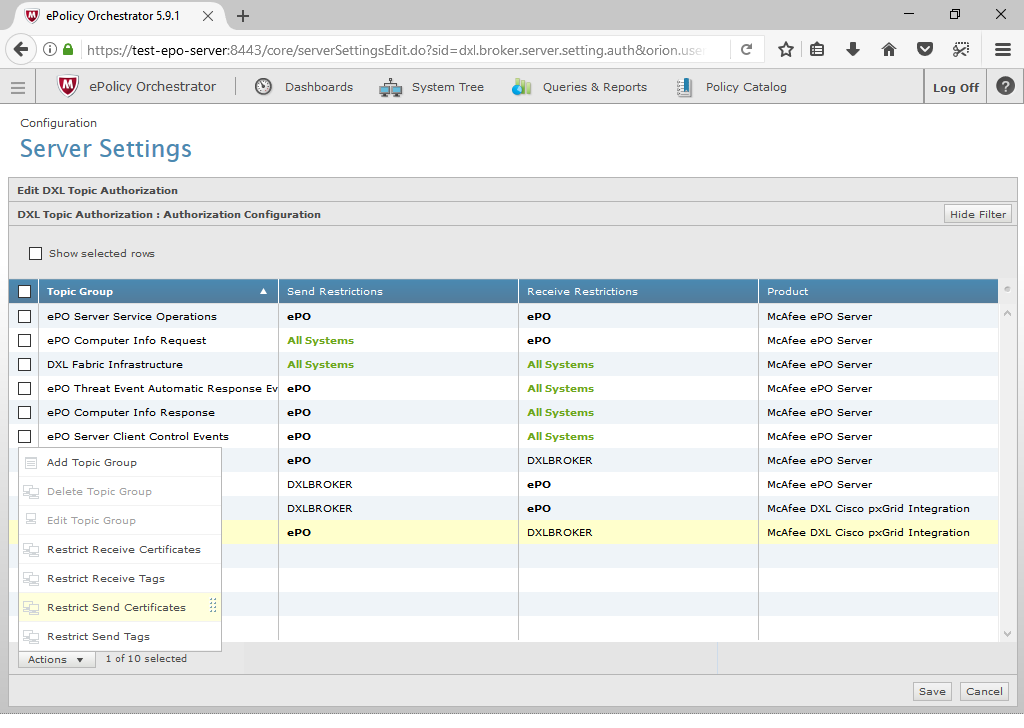 ePolicy Orchestrator 5.9.1
https://test-epo-server:8443/core/serverSettingsEdit.do?sid=dxl.broker.server.setting.auth&orion.use
ePolicy Orchestrator Dashboards System Tree Queries & Reports Policy Catalog Log Off ?
Configuration
Server Settings
Edit DXL Topic Authorization
DXL Topic Authorization : Authorization Configuration Hide Filter
Show selected rows
Topic Group Send Restrictions Receive Restrictions Product
ePO Server Service Operations ePO ePO McAfee ePO Server
ePO Computer Info Request All Systems ePO McAfee ePO Server
DXL Fabric Infrastructure All Systems All Systems McAfee ePO Server
ePO Threat Event Automatic Response Ev ePO All Systems McAfee ePO Server
ePO Computer Info Response ePO All Systems McAfee ePO Server
ePO Server Client Control Events ePO All Systems McAfee ePO Server
ePO DXLBROKER McAfee ePO Server
DXLBROKER ePO McAfee ePO Server
DXLBROKER ePO McAfee DXL Cisco pxGrid Integration
ePO DXLBROKER McAfee DXL Cisco pxGrid Integration
Add Topic Group
Delete Topic Group
Edit Topic Group
Restrict Receive Certificates
Restrict Receive Tags
Restrict Send Certificates
Restrict Send Tags
Actions 1 of 10 selected
Save Cancel